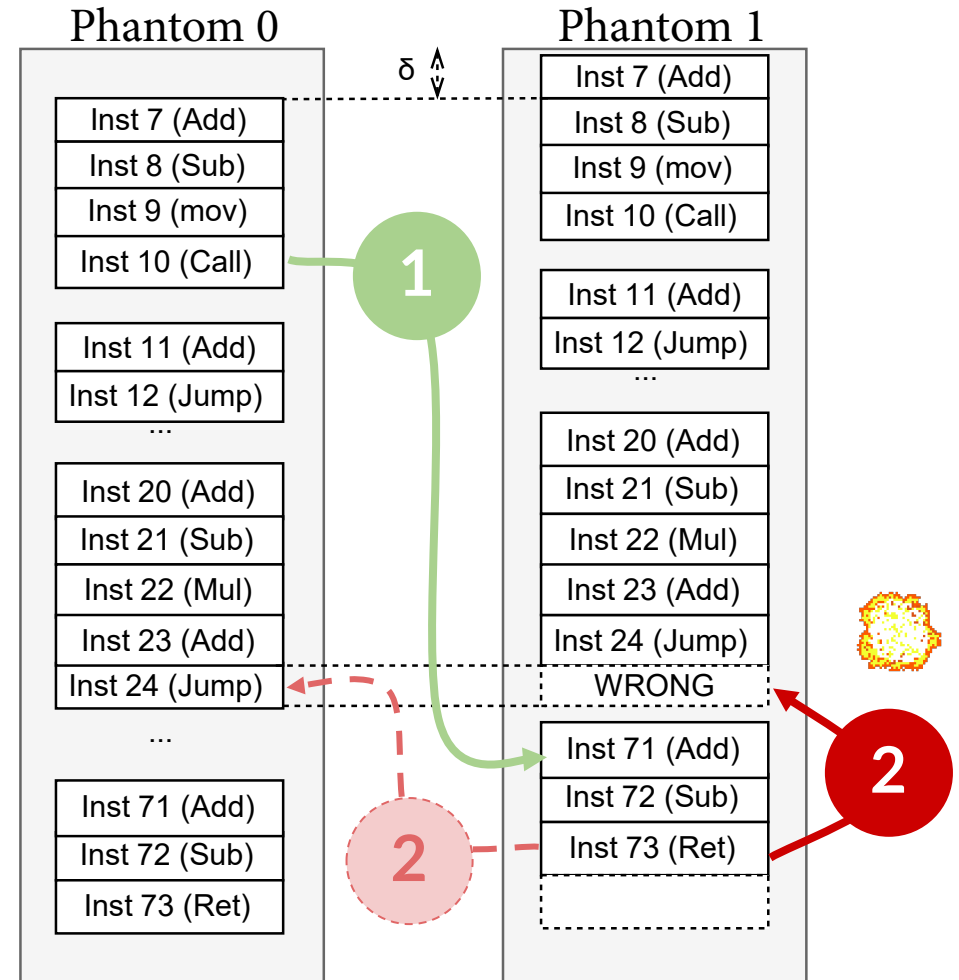 Phantom 0
Inst 7 (Add)
Inst 8 (Sub)
Inst 9 (mov)
Inst 10 (Call)
Inst 11 (Add)
Inst 12 (Jump)
...
Inst 20 (Add)
Inst 21 (Sub)
Inst 22 (Mul)
Inst 23 (Add)
Inst 24 (Jump)
...
Inst 71 (Add)
Inst 72 (Sub)
Inst 73 (Ret)
δ
1
2
Phantom 1
Inst 7 (Add)
Inst 8 (Sub)
Inst 9 (mov)
Inst 10 (Call)
Inst 11 (Add)
Inst 12 (Jump)
...
Inst 20 (Add)
Inst 21 (Sub)
Inst 22 (Mul)
Inst 23 (Add)
Inst 24 (Jump)
WRONG
Inst 71 (Add)
Inst 72 (Sub)
Inst 73 (Ret)
2